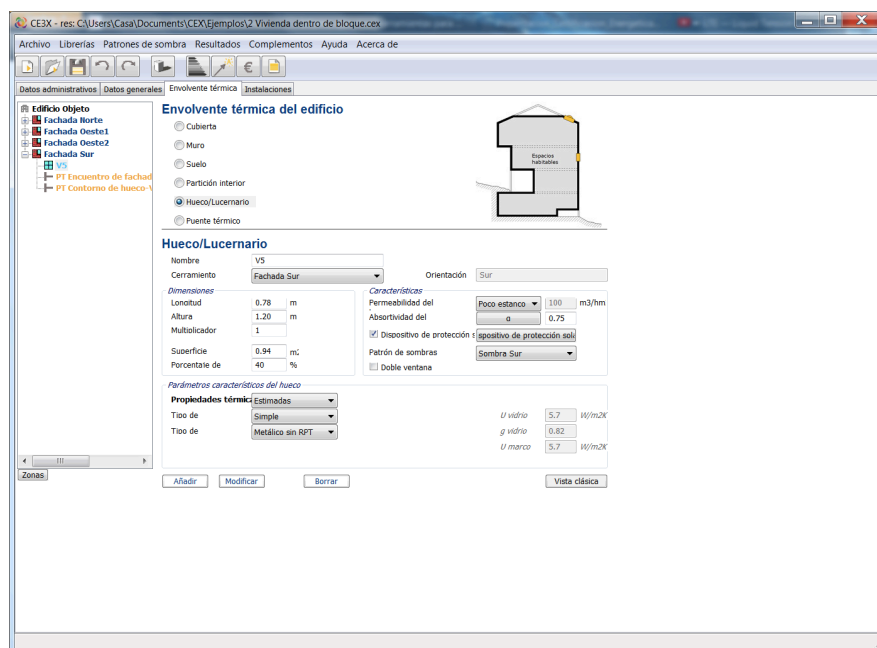 CE3X - res: C:\Users\Casa\Documents\CEX\Ejemplos\2 Vivienda dentro de bloque.cex
Archivo Librerías Patrones de sombra Resultados Complementos Ayuda Acerca de
Datos administrativos Datos generales Envolvente térmica Instalaciones
Edificio Objeto
Fachada Norte
Fachada Oeste1
Fachada Oeste2
Fachada Sur
V5
PT Encuentro de fachad
PT Contorno de hueco-V
Zonas
Envolvente térmica del edificio
Cubierta
Muro
Suelo
Partición interior
Hueco/Lucernario
Puente térmico
Espacios
habitables
Hueco/Lucernario
Nombre V5
Cerramiento Fachada Sur Orientación Sur
Dimensiones
Longitud 0.78 m
Altura 1.20 m
Multiplicador 1
Superficie 0.94 m2
Porcentaje de 40 %
Características
Permeabilidad del Poco estanco 100 m3/hm
Absortividad del α 0.75
Dispositivo de protección s spositivo de protección sola
Patrón de sombras Sombra Sur
Doble ventana
Parámetros característicos del hueco
Propiedades térmica Estimadas
Tipo de Simple U vidrio 5.7 W/m2K
Tipo de Metálico sin RPT g vidrio 0.82
U marco 5.7 W/m2K
Añadir Modificar Borrar Vista clásica